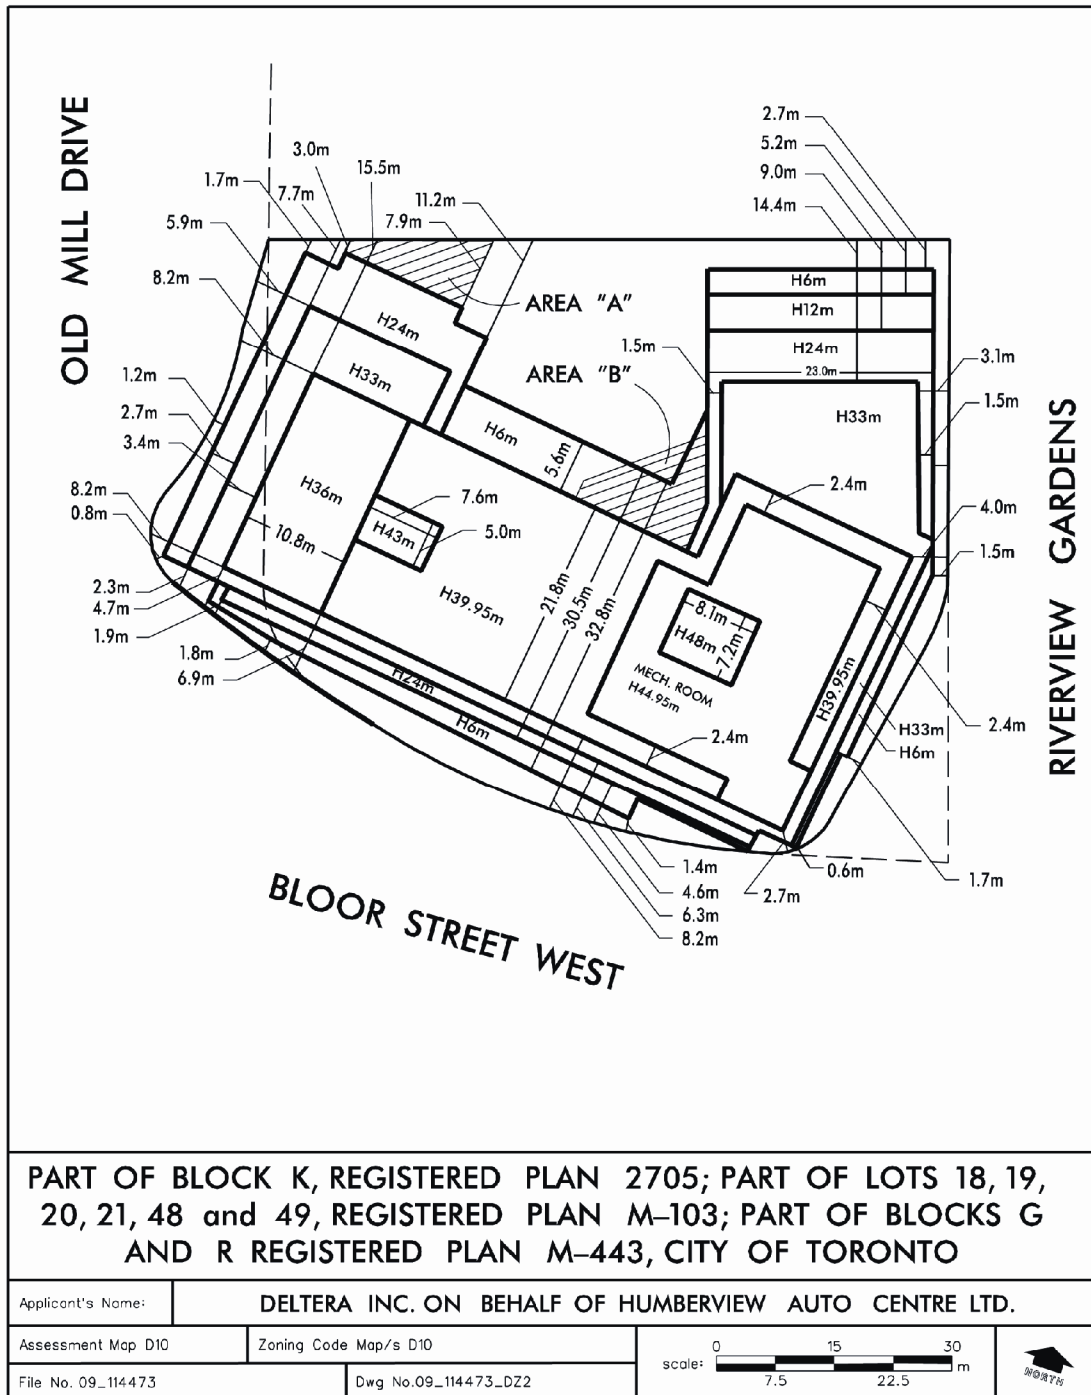 OLD MILL DRIVE
3.0m
15.5m
1.7m
7.7m
11.2m
5.9m
7.9m
8.2m
2.7m
5.2m
9.0m
14.4m
AREA "A"
H24m
H6m
H12m
H24m
23.0m
1.5m
AREA "B"
3.1m
1.5m
H33m
H33m
1.2m
2.7m
3.4m
H6m
5.6m
2.4m
4.0m
1.5m
8.2m
0.8m
H36m
7.6m
H43m
5.0m
10.8m
RIVERVIEW GARDENS
2.3m
4.7m
1.9m
H39.95m
21.8m
30.5m
32.8m
8.1m
H48m
7.2m
1.8m
6.9m
H24m
MECH. ROOM
H44.95m
H39.95m
2.4m
H6m
2.4m
H33m
H6m
1.4m
4.6m
6.3m
8.2m
2.7m
0.6m
1.7m
BLOOR STREET WEST
PART OF BLOCK K, REGISTERED PLAN 2705; PART OF LOTS 18, 19,
20, 21, 48 and 49, REGISTERED PLAN M–103; PART OF BLOCKS G
AND R REGISTERED PLAN M–443, CITY OF TORONTO
Applicant's Name:
DELTERA INC. ON BEHALF OF HUMBERVIEW AUTO CENTRE LTD.
Assessment Map D10
Zoning Code Map/s D10
File No. 09_114473
Dwg No.09_114473_DZ2
scale:
0 15 30
m
7.5 22.5
NORTH